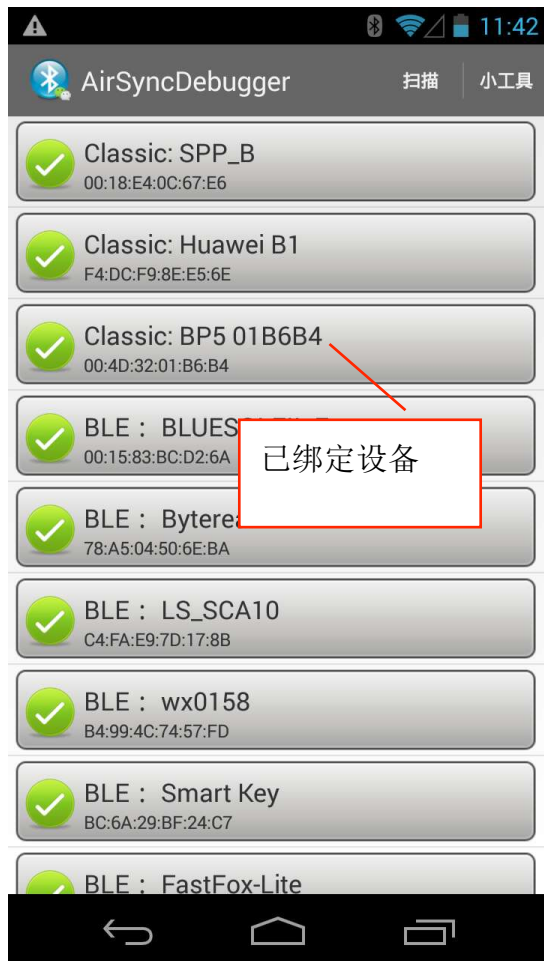 11:42
AirSyncDebugger 扫描 小工具
Classic: SPP_B
00:18:E4:0C:67:E6
Classic: Huawei B1
F4:DC:F9:8E:E5:6E
Classic: BP5 01B6B4
00:4D:32:01:B6:B4
BLE：
00:15:83:BC:D2:6A
已绑定设备
BLE：
78:A5:04:50:6E:BA
BLE： LS_SCA10
C4:FA:E9:7D:17:8B
BLE： wx0158
B4:99:4C:74:57:FD
BLE： Smart Key
BC:6A:29:BF:24:C7
BLE： FastFox-Lite